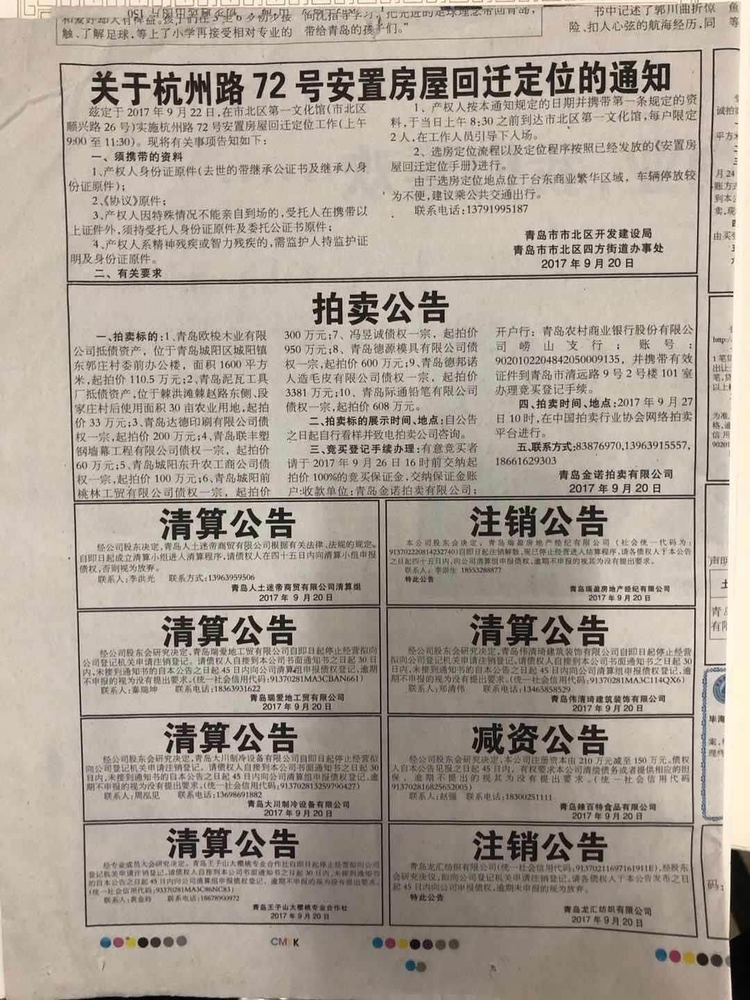 触、了解足球,等上了小学再接受相对专业的
带给青岛的孩子们。”
书中记述了郭川曲折惊
险、扣人心弦的航海经历,同
关于杭州路72号安置房屋回迁定位的通知
兹定于2017年9月22日,在市北区第一文化馆(市北区
顺兴路26号)实施杭州路72号安置房屋回迁定位工作(上午
9:00至11:30)。现将有关事项告知如下:
一、须携带的资料
1、产权人身份证原件(去世的带继承公证书及继承人身
份证原件);
2、《协议》原件;
3、产权人因特殊情况不能亲自到场的,受托人在携带以
上证件外,须持受托人身份证原件及委托公证书原件;
4、产权人系精神残疾或智力残疾的,需监护人持监护证
明及身份证原件。
二、有关要求
1、产权人按本通知规定的日期并携带第一条规定的资
料,于当日上午8:30之前到达市北区第一文化馆,每户限定
2人,在工作人员引导下入场。
2、选房定位流程以及定位程序按照已经发放的《安置房
屋回迁定位手册》进行。
由于选房定位地点位于台东商业繁华区域,车辆停放较
为不便,建议乘公共交通出行。
联系电话:13791995187
青岛市市北区开发建设局
青岛市市北区四方街道办事处
2017年9月20日
拍卖公告
一、拍卖标的:1、青岛欧梭木业有限
公司抵债资产,位于青岛城阳区城阳镇
东郭庄村委前办公楼,面积1600平方
米,起拍价110.5万元;2、青岛泥瓦工具
厂抵债资产,位于棘洪滩棘赵路东侧、段
家庄村后使用面积30亩农业用地,起拍
价33万元;3、青岛达德印刷有限公司债
权一宗,起拍价200万元;4、青岛联丰塑
钢墙幕工程有限公司债权一宗,起拍价
60万元;5、青岛城阳东升农工商公司债
权一宗,起拍价100万元;6、青岛城阳前
桃林工贸有限公司债权一宗,起拍价
300万元;7、冯昱诚债权一宗,起拍价
950万元;8、青岛德源模具有限公司债
权一宗,起拍价600万元;9、青岛德邦诺
人造毛皮有限公司债权一宗,起拍价
3381万元;10、青岛际通铅笔有限公司
债权一宗,起拍价608万元。
二、拍卖标的展示时间、地点:自公告
之日起自行看样并致电拍卖公司咨询。
三、竞买登记手续办理:有意竞买者
请于2017年9月26日16时前交纳起
拍价100%的竞买保证金,交纳保证金账
户:收款单位:青岛金诺拍卖有限公司;
开户行:青岛农村商业银行股份有限公
司崂山支行;账号:
9020102204842050009135,并携带有效
证件到青岛市清远路9号2号楼101室
办理竞买登记手续。
四、拍卖时间、地点:2017年9月27
日10时,在中国拍卖行业协会网络拍卖
平台进行。
五、联系方式:83876970,13963915557,
18661629303
青岛金诺拍卖有限公司
2017年9月20日
清算公告
经公司股东决定,青岛人土迷帝商贸有限公司根据有关法律、法规的规定。
自即日起成立清算小组进入清算程序,请债权人在四十五日内向清算小组申报
债权,否则视为放弃。
联系人:李洪光 联系方式:13963959506
青岛人土迷帝商贸有限公司清算组
2017年9月20日
注销公告
本公司股东会决定,青岛瑞盈房地产经纪有限公司(社会统一代码为:
913702220814232740)自即日起注销解散,现已停止经营进入结算程序,请各债权人于本公告
之日起四十五日内,向公司清算组申报债权,逾期不申报的视其为没有提出要求。
联系人:李崇生 18553288877
特此公告
青岛瑞盈房地产经纪有限公司
2017年9月20日
清算公告
经公司股东会研究决定,青岛瑞爱地工贸有限公司自即日起停止经营拟向
公司登记机关申请注销登记。请债权人自接到本公司书面通知书之日起30日
内,未接到通知书的自本公告之日起45日内向公司清算组申报债权登记,逾期
不申报的视为没有提出要求。(统一社会信用代码:91370281MA3CBAN661)
联系人:秦瑞坤 联系电话:18363931622
青岛瑞爱地工贸有限公司
2017年9月20日
清算公告
经公司股东会研究决定,青岛伟清琦建筑装饰有限公司自即日起停止经营
拟向公司登记机关申请注销登记。请债权人自接到本公司书面通知书之日起30
日内,未接到通知书的自本公告之日起45日内向公司清算组申报债权登记,逾
期不申报的视为没有提出要求。(统一社会信用代码:91370281MA3C114QX6)
联系人:郑清伟 联系电话:13465858529
青岛伟清琦建筑装饰有限公司
2017年9月20日
清算公告
经公司股东会研究决定,青岛大川制冷设备有限公司自即日起停止经营拟
向公司登记机关申请注销登记。请债权人自接到本公司书面通知书之日起30
日内,未接到通知书的自本公告之日起45日内向公司清算组申报债权登记,逾
期不申报的视为没有提出要求。(统一社会信用代码:913702813259790427)
联系人:周泓见 联系电话:13698691882
青岛大川制冷设备有限公司
2017年9月20日
减资公告
经公司股东会研究决定,本公司注册资本由210万元减至150万元。债权
人自本公告见报之日起45日内,有权要求本公司清偿债务或者提供相应的担
保,逾期不提出的视其为没有提出要求。(统一社会信用代码
913702816825652005)
联系人:赵强 联系电话:18300251111
青岛辣百特食品有限公司
2017年9月20日
清算公告
经专业成员大会研究决定,青岛王子山大樱桃专业合作社自即日起停止经营拟向公司
登记机关申请注销登记,请债权人自接到本公司书面通知书之日起30日内,未接到通知书
的自本公告之日起45日内向公司清算组申报债权登记,逾期不申报的视为没有提出要求。
(统一社会信用代码:93370281MA3C86NC83)
联系人:黄金玲 联系电话:18678900972
青岛王子山大樱桃专业合作社
2017年9月20日
注销公告
青岛龙汇纺织有限公司(统一社会信用代码:91370211697161911E),经股东
会研究决议,拟向公司登记机关申请注销登记,请各债权人于本公告发布之日
起45日内向公司申报债权,逾期未申报的视为放弃。
特此公告
青岛龙汇纺织有限公司
2017年9月20日
CMYK